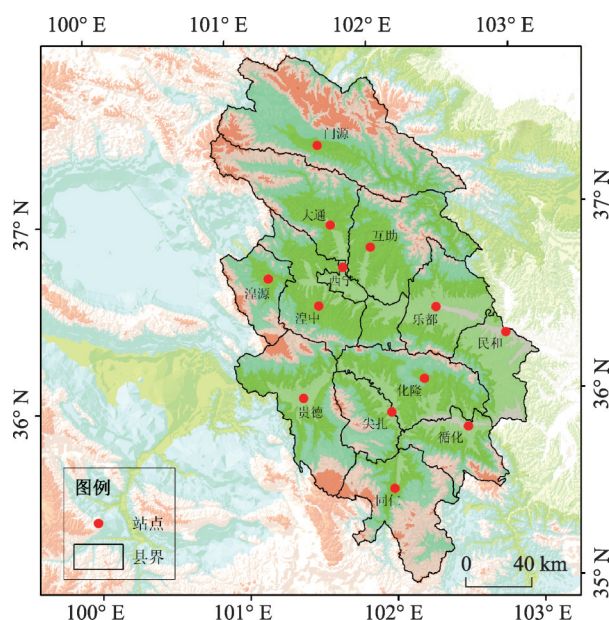 100° E 101° E 102° E 103° E
门源
37° N
37° N
大通
互助
西宁
湟源
湟中
乐都
民和
36° N
36° N
化隆
贵德
尖扎
循化
图例
站点
县界
同仁
0 40 km
35° N
100° E 101° E 102° E 103° E